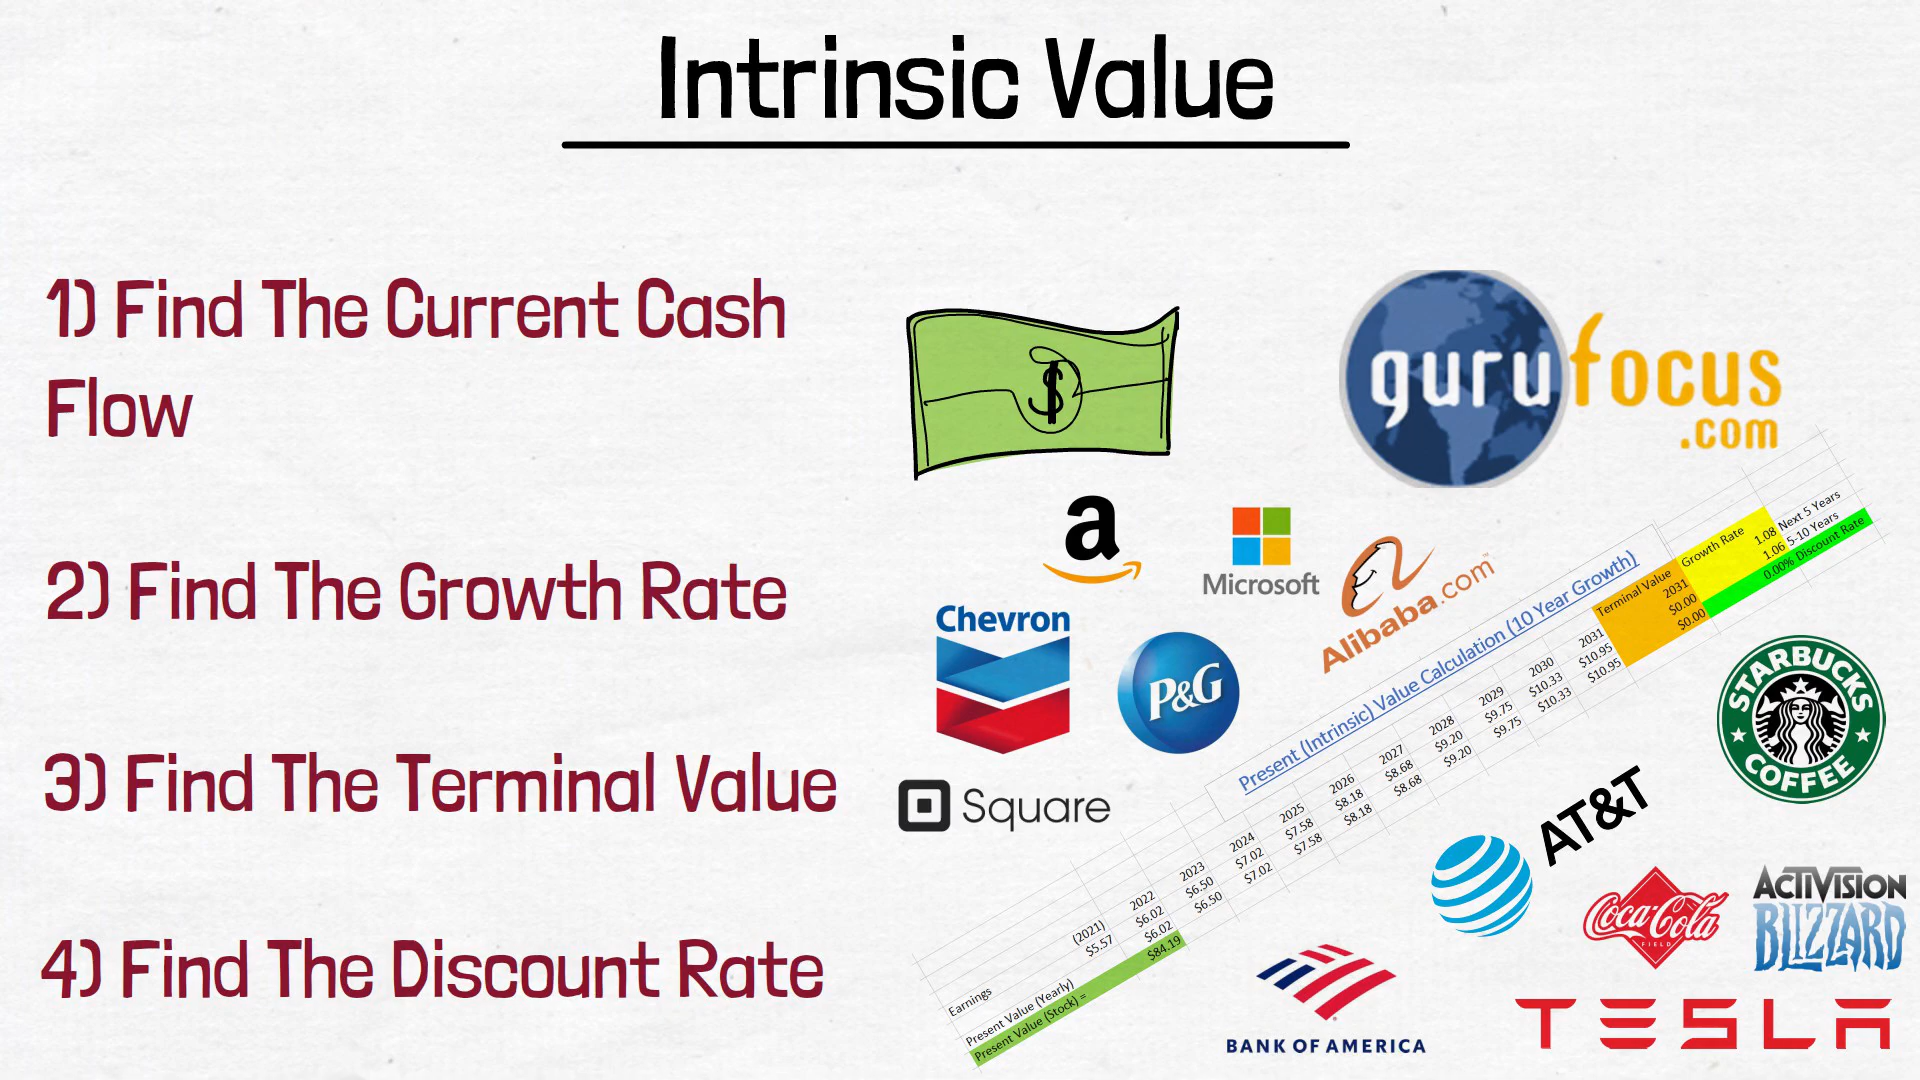 Intrinsic Value
1) Find The Current Cash
Flow
2) Find The Growth Rate
3) Find The Terminal Value
4) Find The Discount Rate
$
gurufocus
.com
a
Microsoft
Alibaba.com™
Chevron
P&G
Square
STARBUCKS
COFFEE
AT&T
Coca-Cola
FIELD
ACTIVISION
BLIZZARD
BANK OF AMERICA
TESLA
Present (Intrinsic) Value Calculation (10 Year Growth)
Growth Rate
1.08 Next 5 Years
1.06 5-10 Years
0.00% Discount Rate
Terminal Value
2031
$0.00
$0.00
(2021) 2022 2023 2024 2025 2026 2027 2028 2029 2030 2031
Earnings $5.57 $6.02 $6.50 $7.02 $7.58 $8.18 $8.68 $9.20 $9.75 $10.33 $10.95
Present Value (Yearly) $6.02 $6.50 $7.02 $7.58 $8.18 $8.68 $9.20 $9.75 $10.33 $10.95
Present Value (Stock) = $84.19